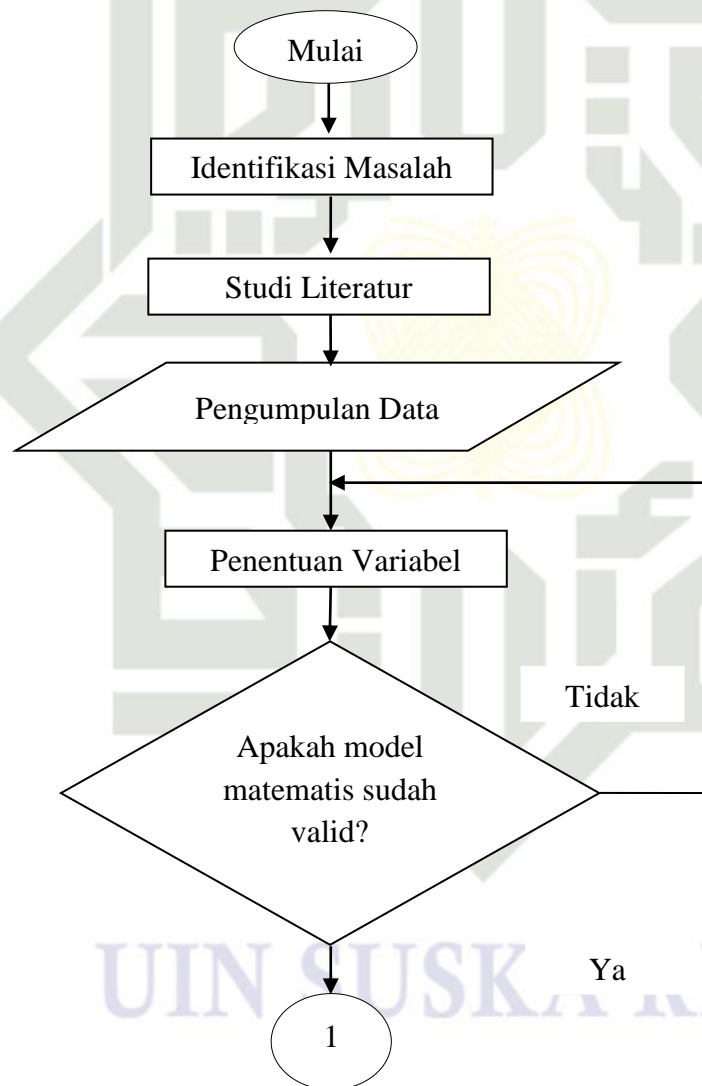 Mulai
Identifikasi Masalah
Studi Literatur
Pengumpulan Data
Penentuan Variabel
Tidak
Apakah model
matematis sudah
valid?
Ya
UIN SUSKA
1